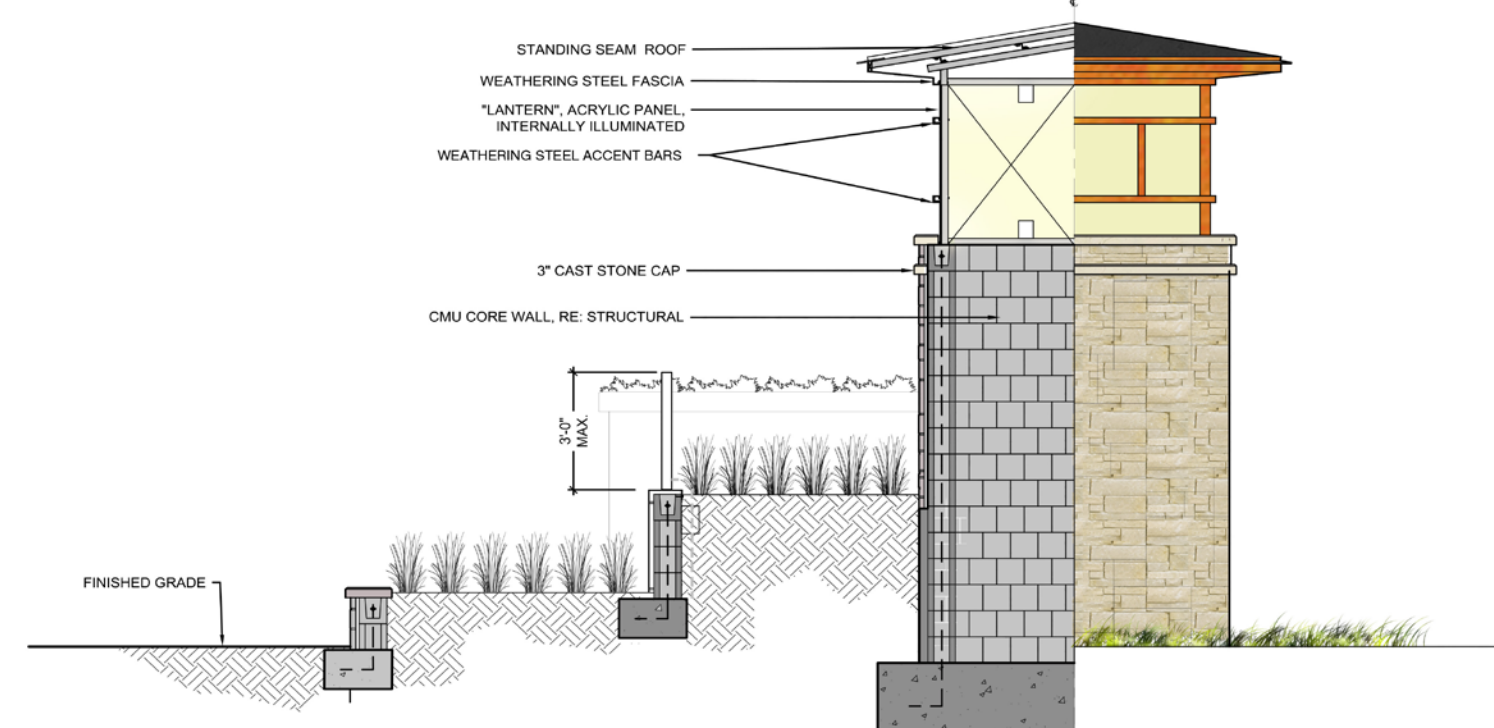 ℄
STANDING SEAM ROOF
WEATHERING STEEL FASCIA
"LANTERN", ACRYLIC PANEL,
INTERNALLY ILLUMINATED
WEATHERING STEEL ACCENT BARS
3" CAST STONE CAP
CMU CORE WALL, RE: STRUCTURAL
3'-0"
MAX.
FINISHED GRADE